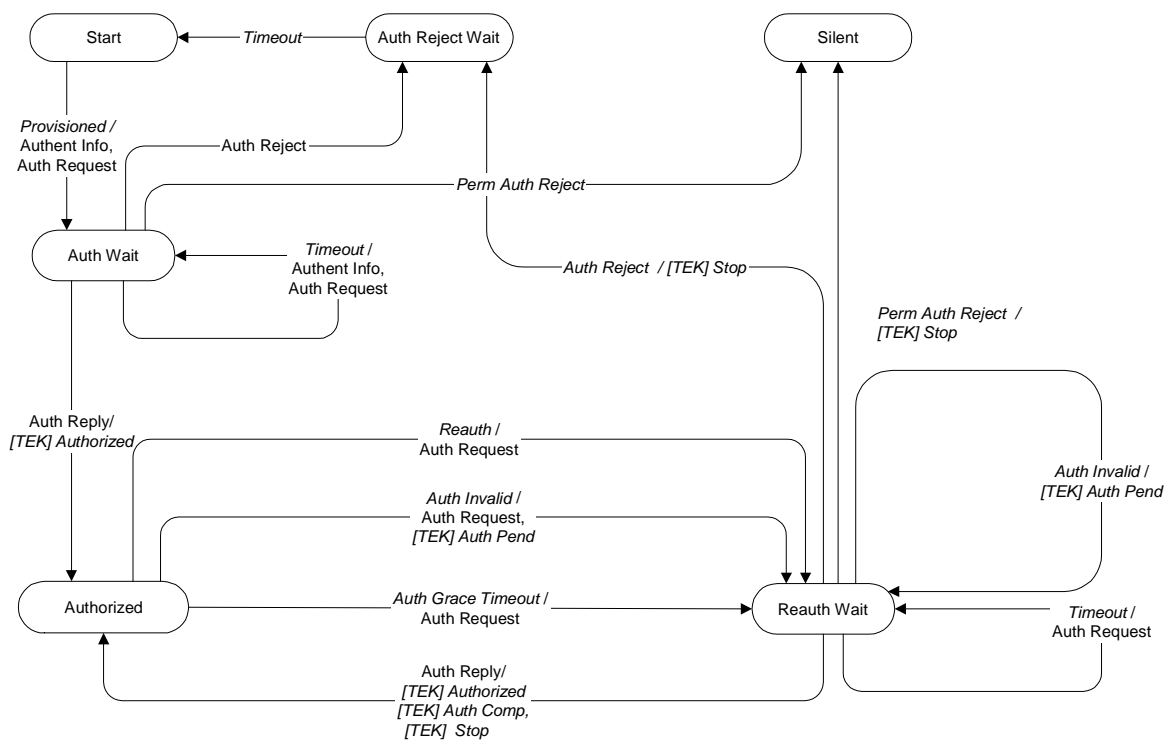 Start
Timeout
Auth Reject Wait
Silent
Provisioned /
Authent Info,
Auth Request
Auth Reject
Perm Auth Reject
Auth Wait
Timeout /
Authent Info,
Auth Request
Auth Reject / [TEK] Stop
Perm Auth Reject /
[TEK] Stop
Auth Reply/
[TEK] Authorized
Reauth /
Auth Request
Auth Invalid /
[TEK] Auth Pend
Auth Invalid /
Auth Request,
[TEK] Auth Pend
Authorized
Auth Grace Timeout /
Auth Request
Reauth Wait
Timeout /
Auth Request
Auth Reply/
[TEK] Authorized
[TEK] Auth Comp,
[TEK] Stop